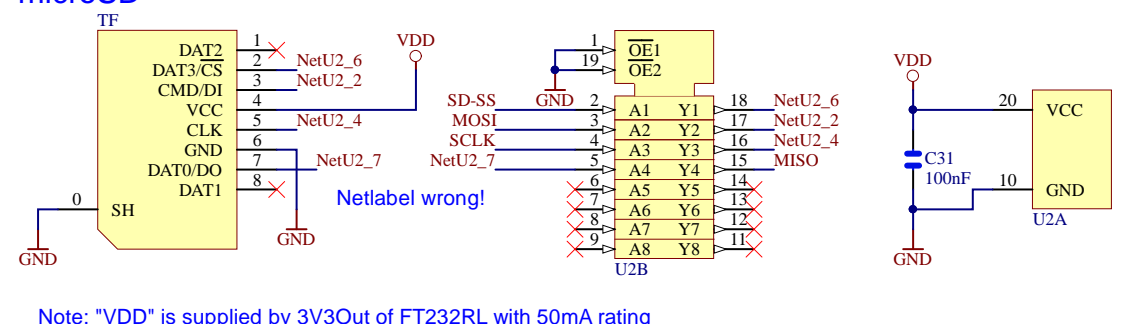 microSD
TF
DAT2 1
DAT3/CS 2 NetU2_6
CMD/DI 3 NetU2_2
VCC 4
CLK 5 NetU2_4
GND 6
DAT0/DO 7 NetU2_7
DAT1 8
0 SH
GND
GND
VDD
Netlabel wrong!
1 OE1
19 OE2
GND
SD-SS 2 A1 Y1 18 NetU2_6
MOSI 3 A2 Y2 17 NetU2_2
SCLK 4 A3 Y3 16 NetU2_4
NetU2_7 5 A4 Y4 15 MISO
6 A5 Y5 14
7 A6 Y6 13
8 A7 Y7 12
9 A8 Y8 11
U2B
VDD
20 VCC
C31
100nF
10 GND
U2A
GND
Note: "VDD" is supplied by 3V3Out of FT232RL with 50mA rating